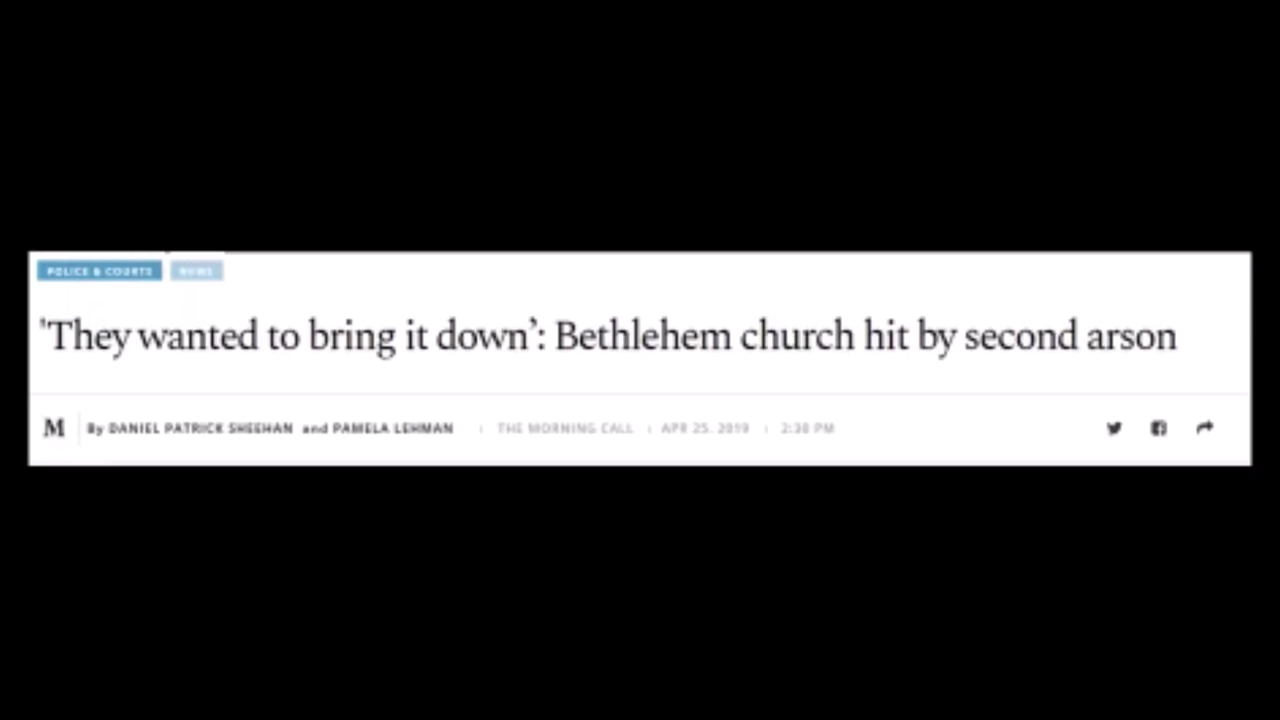 POLICE & COURTS NEWS
'They wanted to bring it down’: Bethlehem church hit by second arson
M By DANIEL PATRICK SHEEHAN and PAMELA LEHMAN | THE MORNING CALL | APR 25, 2019 | 2:30 PM